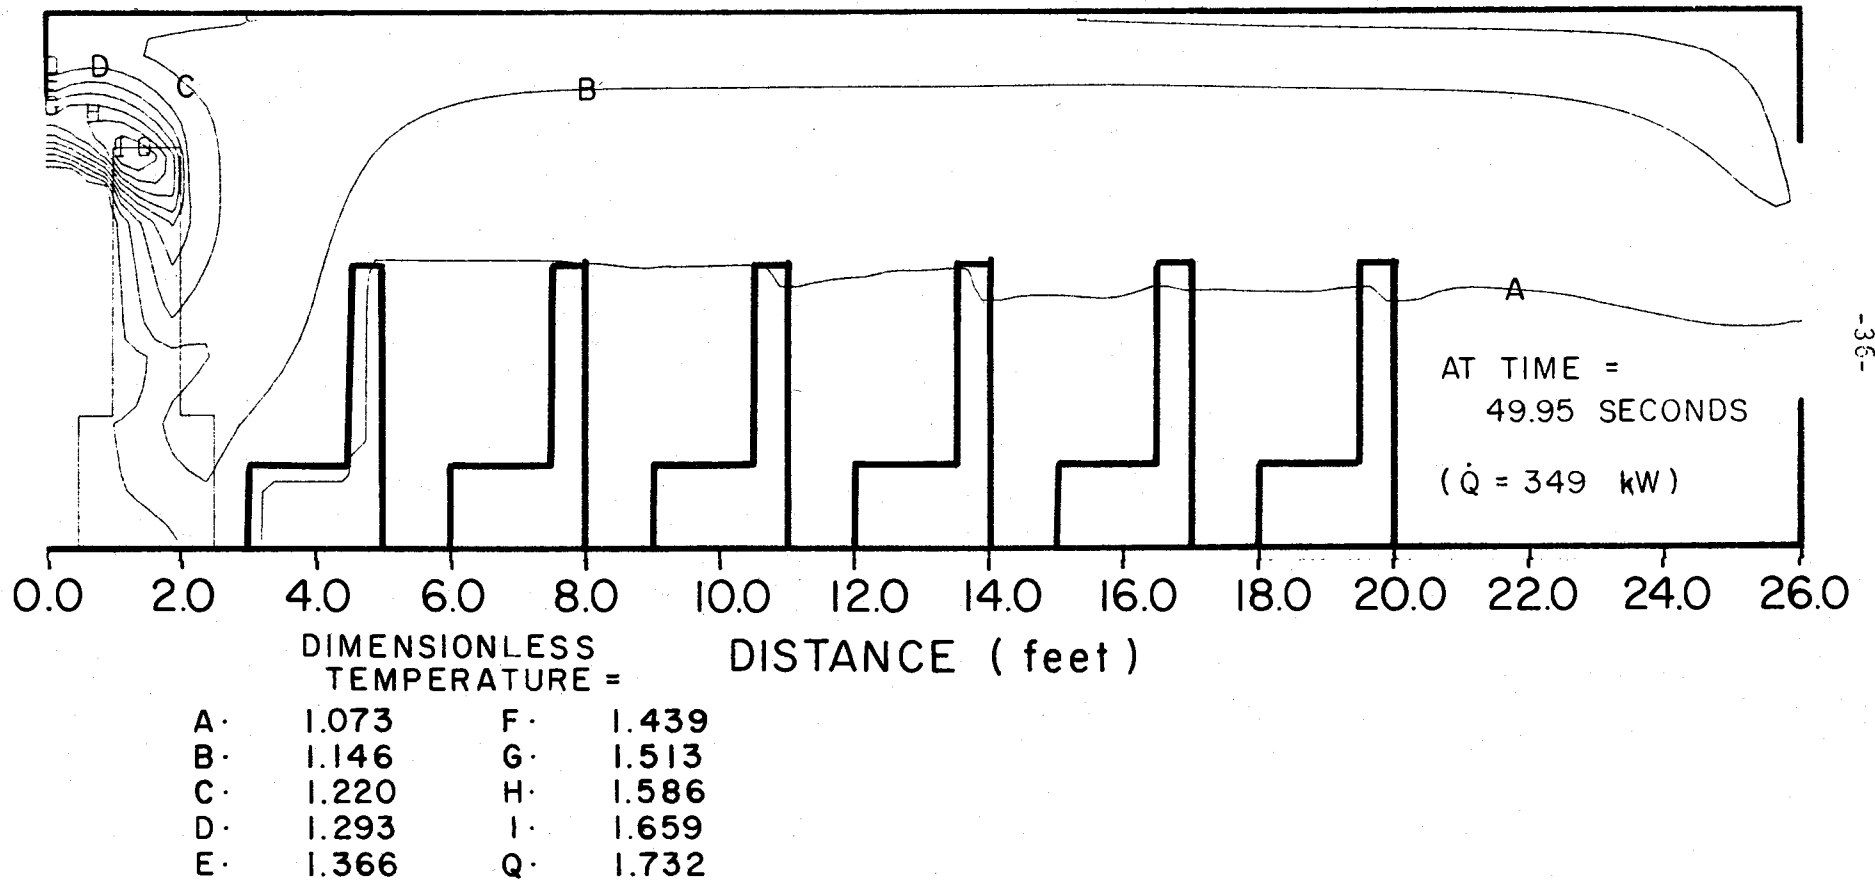 D
C
B
H
G
A
-36-
AT TIME =
49.95 SECONDS
(Q̇ = 349 kW)
0.0 2.0 4.0 6.0 8.0 10.0 12.0 14.0 16.0 18.0 20.0 22.0 24.0 26.0
DISTANCE (feet)
DIMENSIONLESS
TEMPERATURE =
A· 1.073 F· 1.439
B· 1.146 G· 1.513
C· 1.220 H· 1.586
D· 1.293 I· 1.659
E· 1.366 Q· 1.732